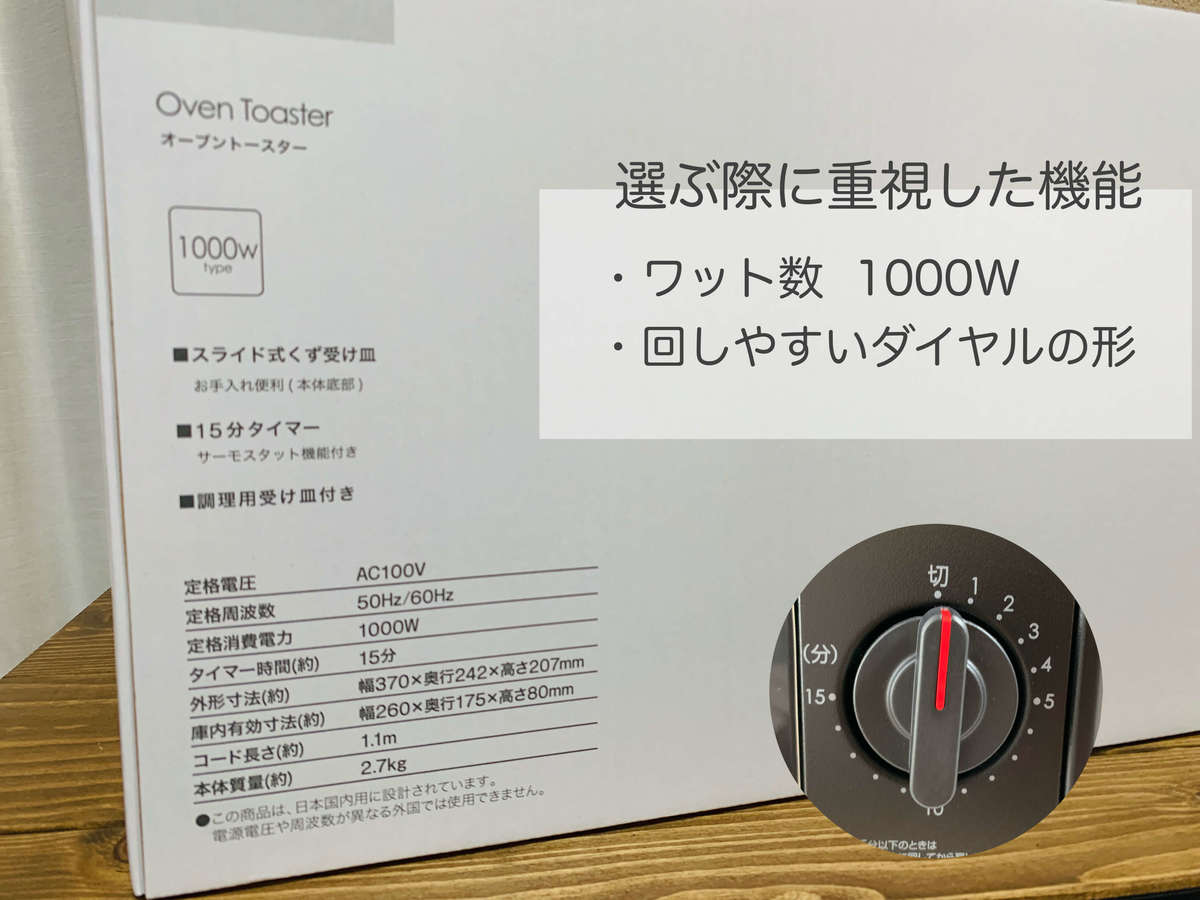 Oven Toaster
オーブントースター
1000w
type
■スライド式くず受け皿
お手入れ便利(本体底部)
■15分タイマー
サーモスタット機能付き
■調理用受け皿付き
定格電圧 AC100V
定格周波数 50Hz/60Hz
定格消費電力 1000W
タイマー時間(約) 15分
外形寸法(約) 幅370×奥行242×高さ207mm
庫内有効寸法(約) 幅260×奥行175×高さ80mm
コード長さ(約) 1.1m
本体質量(約) 2.7kg
●この商品は、日本国内用に設計されています。
電源電圧や周波数が異なる外国では使用できません。
選ぶ際に重視した機能
・ワット数 1000W
・回しやすいダイヤルの形
切
1
2
3
4
5
10
15
(分)
分以下のときは